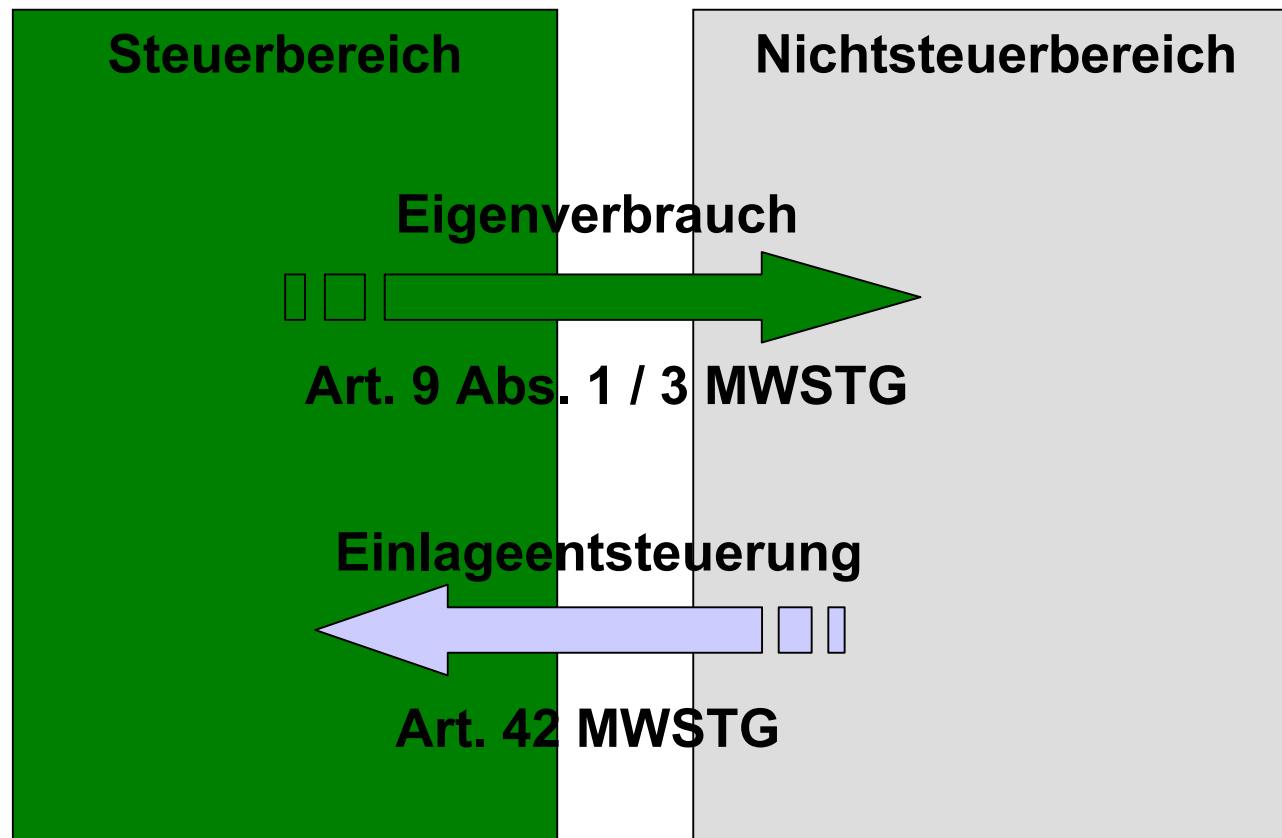 Steuerbereich
Nichtsteuerbereich
Eigenverbrauch
Art. 9 Abs. 1 / 3 MWSTG
Einlageentsteuerung
Art. 42 MWSTG